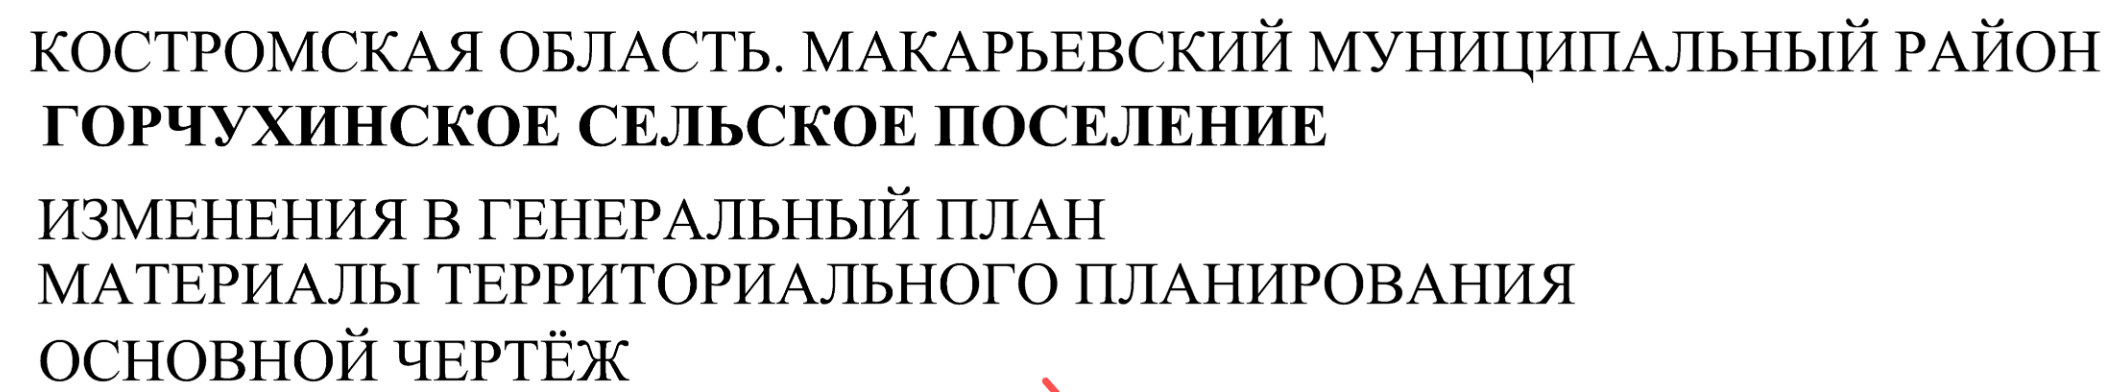 КОСТРОМСКАЯ ОБЛАСТЬ. МАКАРЬЕВСКИЙ МУНИЦИПАЛЬНЫЙ РАЙОН
ГОРЧУХИНСКОЕ СЕЛЬСКОЕ ПОСЕЛЕНИЕ
ИЗМЕНЕНИЯ В ГЕНЕРАЛЬНЫЙ ПЛАН
МАТЕРИАЛЫ ТЕРРИТОРИАЛЬНОГО ПЛАНИРОВАНИЯ
ОСНОВНОЙ ЧЕРТЁЖ